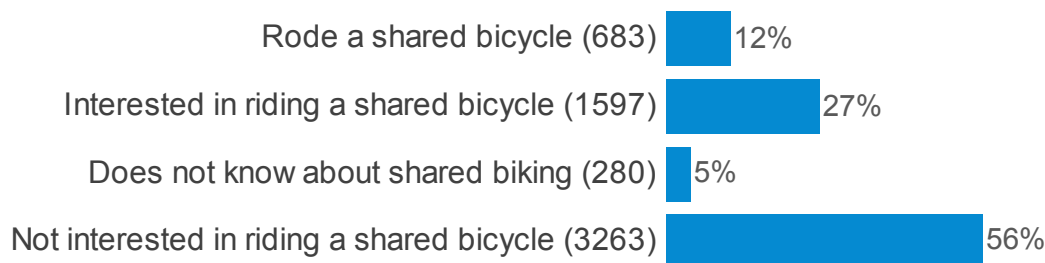 Rode a shared bicycle (683) 12%
Interested in riding a shared bicycle (1597) 27%
Does not know about shared biking (280) 5%
Not interested in riding a shared bicycle (3263) 56%